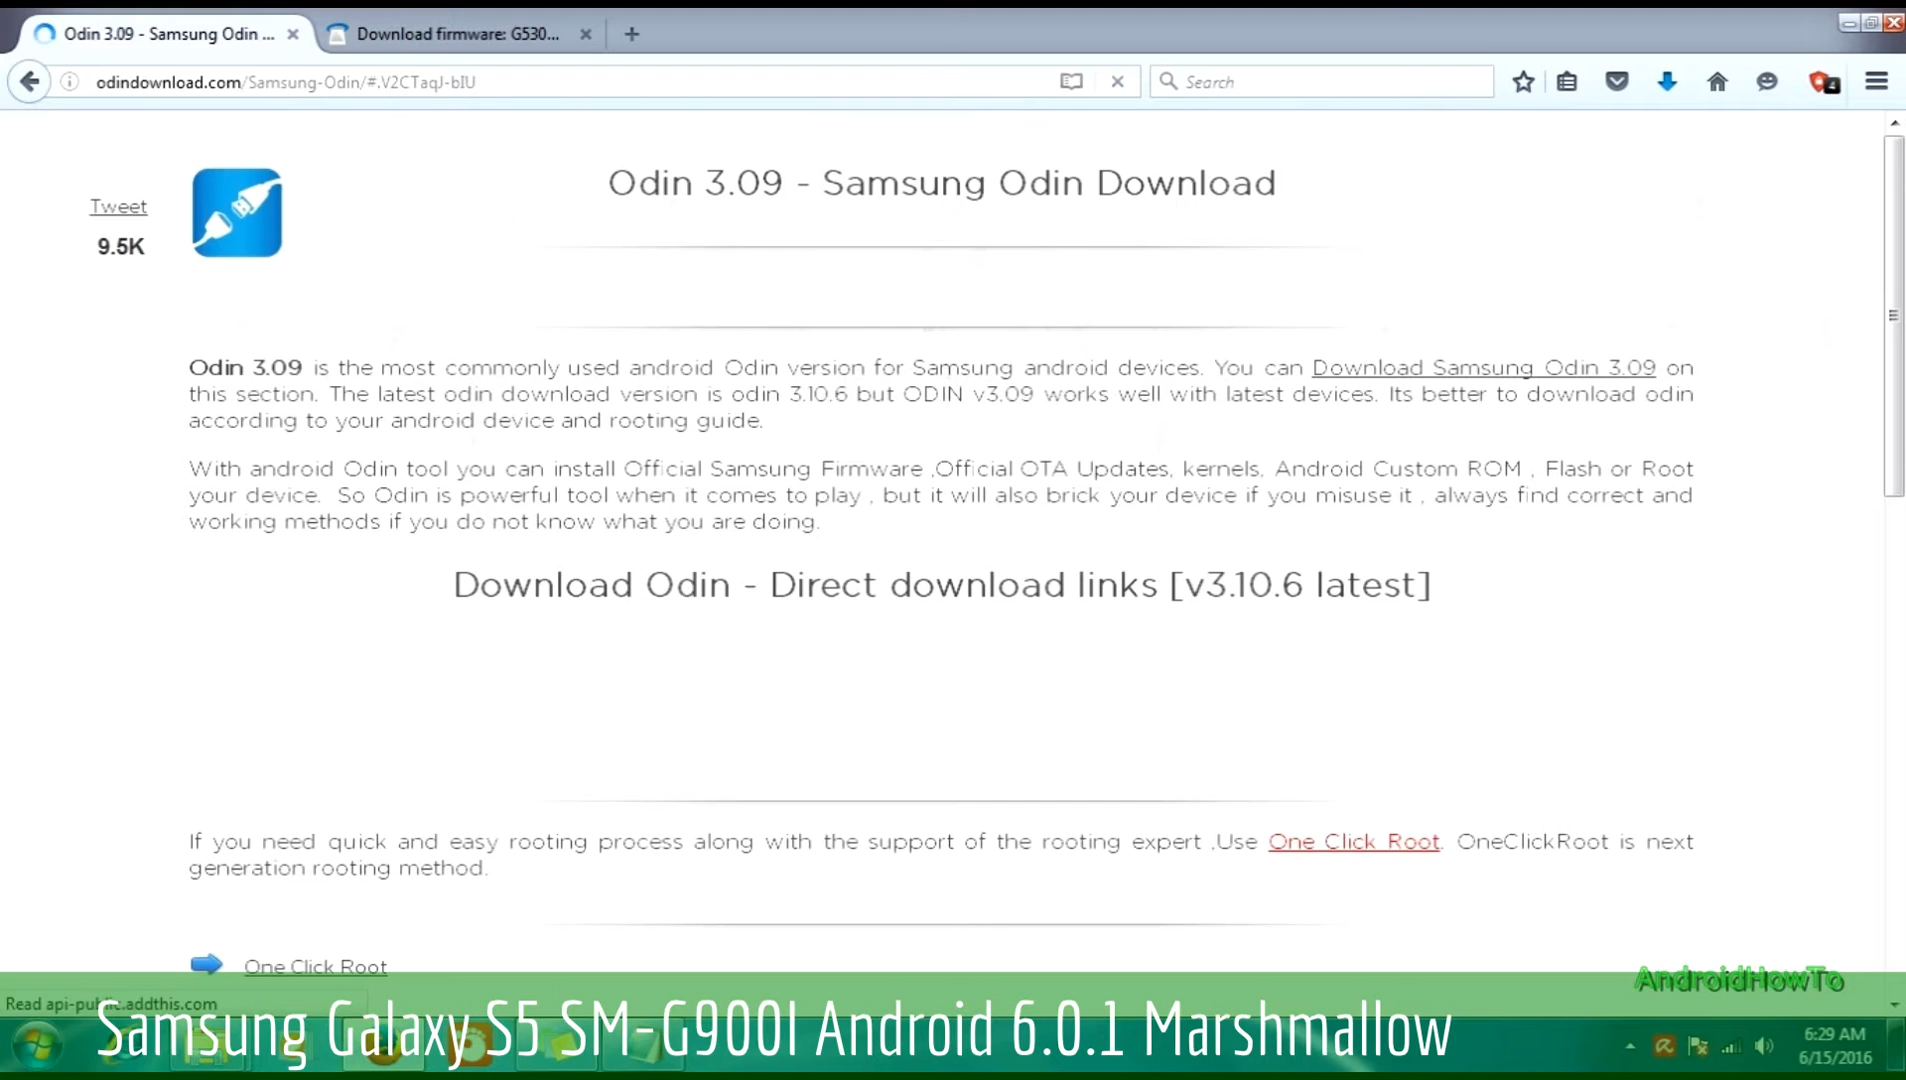 Odin 3.09 - Samsung Odin ...
Download firmware: G530...
odindownload.com/Samsung-Odin/#.V2CTaqJ-bIU
Search
4
Odin 3.09 - Samsung Odin Download
Tweet
9.5K
Odin 3.09 is the most commonly used android Odin version for Samsung android devices. You can Download Samsung Odin 3.09 on
this section. The latest odin download version is odin 3.10.6 but ODIN v3.09 works well with latest devices. Its better to download odin
according to your android device and rooting guide.
With android Odin tool you can install Official Samsung Firmware ,Official OTA Updates, kernels, Android Custom ROM , Flash or Root
your device. So Odin is powerful tool when it comes to play , but it will also brick your device if you misuse it , always find correct and
working methods if you do not know what you are doing.
Download Odin - Direct download links [v3.10.6 latest]
If you need quick and easy rooting process along with the support of the rooting expert ,Use One Click Root. OneClickRoot is next
generation rooting method.
One Click Root
AndroidHowTo
Read api-public.addthis.com
Samsung Galaxy S5 SM-G900I Android 6.0.1 Marshmallow
6:29 AM
6/15/2016